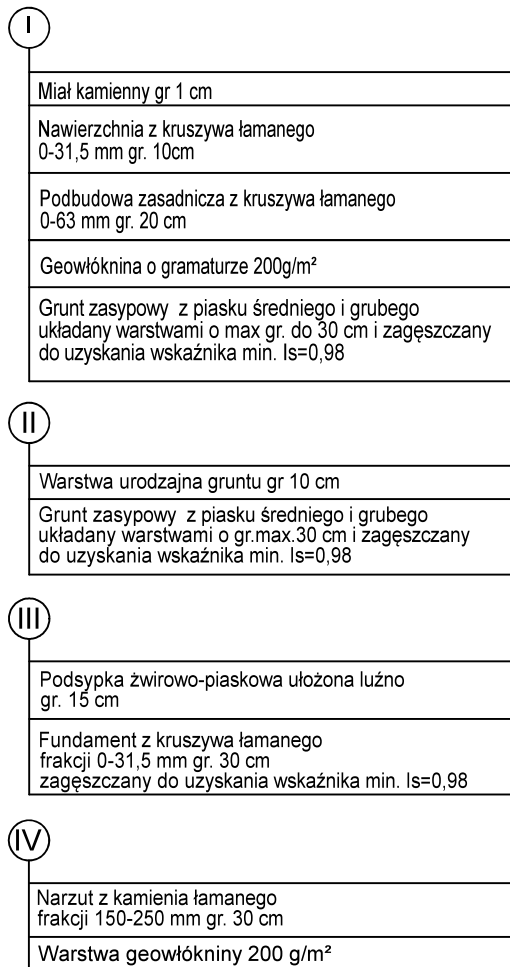 I
Miał kamienny gr 1 cm
Nawierzchnia z kruszywa łamanego
0-31,5 mm gr. 10cm
Podbudowa zasadnicza z kruszywa łamanego
0-63 mm gr. 20 cm
Geowłóknina o gramaturze 200g/m²
Grunt zasypowy z piasku średniego i grubego
układany warstwami o max gr. do 30 cm i zagęszczany
do uzyskania wskaźnika min. Is=0,98
II
Warstwa urodzajna gruntu gr 10 cm
Grunt zasypowy z piasku średniego i grubego
układany warstwami o gr.max.30 cm i zagęszczany
do uzyskania wskaźnika min. Is=0,98
III
Podsypka żwirowo-piaskowa ułożona luźno
gr. 15 cm
Fundament z kruszywa łamanego
frakcji 0-31,5 mm gr. 30 cm
zagęszczany do uzyskania wskaźnika min. Is=0,98
IV
Narzut z kamienia łamanego
frakcji 150-250 mm gr. 30 cm
Warstwa geowłókniny 200 g/m²